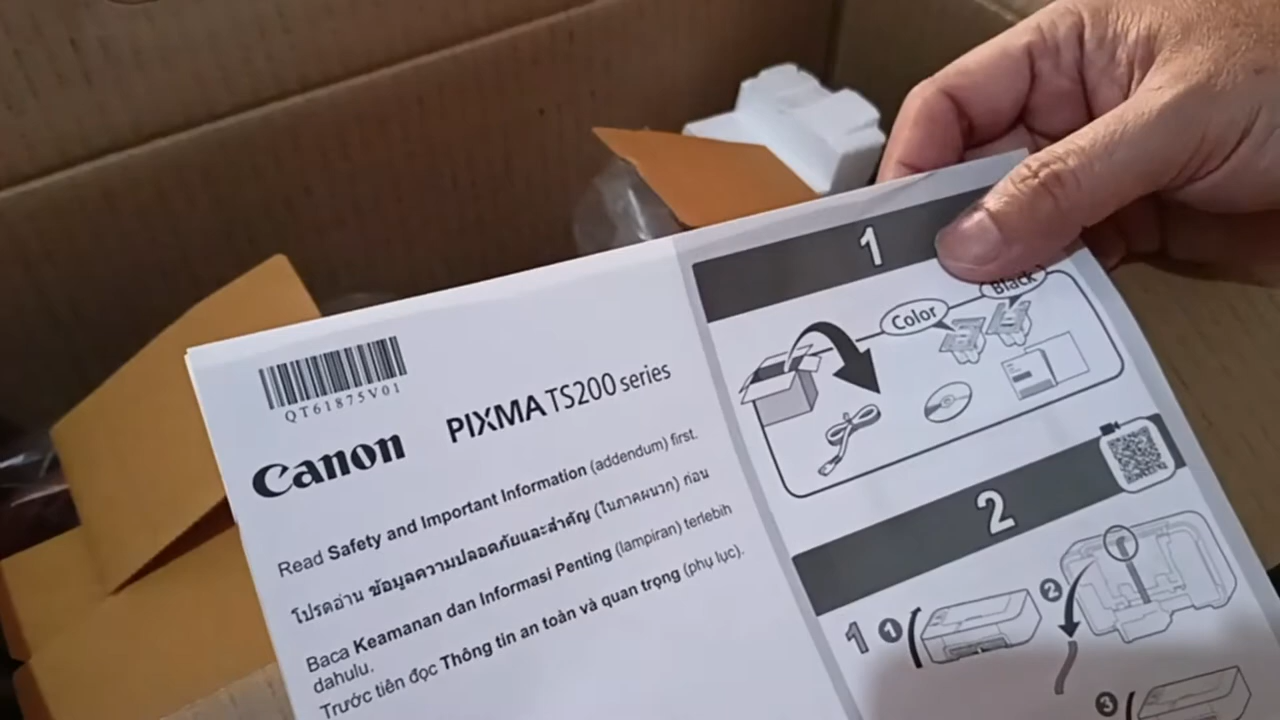 QT61875V01
Canon
PIXMA TS200 series
Read Safety and Important Information (addendum) first.
โปรดอ่าน ข้อมูลความปลอดภัยและสำคัญ (ในภาคผนวก) ก่อน
Baca Keamanan dan Informasi Penting (lampiran) terlebih
dahulu.
Trước tiên đọc Thông tin an toàn và quan trọng (phụ lục).
1
Color
Black
2
1
1
2
3